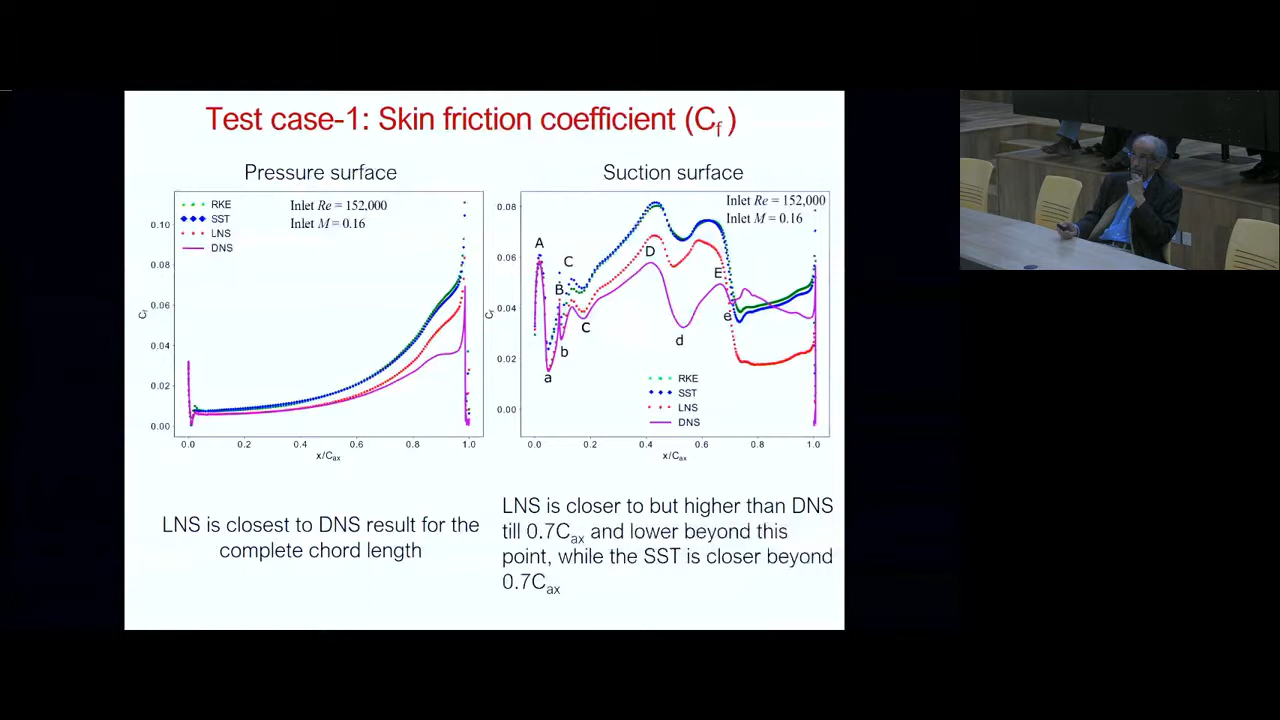 Test case-1: Skin friction coefficient (Cf )
Pressure surface
RKE
SST
LNS
DNS
Inlet Re = 152,000
Inlet M = 0.16
0.10
0.08
0.06
0.04
0.02
0.00
Cf
0.0 0.2 0.4 0.6 0.8 1.0
x/Cax
LNS is closest to DNS result for the
complete chord length
Suction surface
Inlet Re = 152,000
Inlet M = 0.16
0.08
0.06
0.04
0.02
0.00
Cf
A
B
C
D
E
a
b
C
d
e
RKE
SST
LNS
DNS
0.0 0.2 0.4 0.6 0.8 1.0
x/Cax
LNS is closer to but higher than DNS
till 0.7Cax and lower beyond this
point, while the SST is closer beyond
0.7Cax